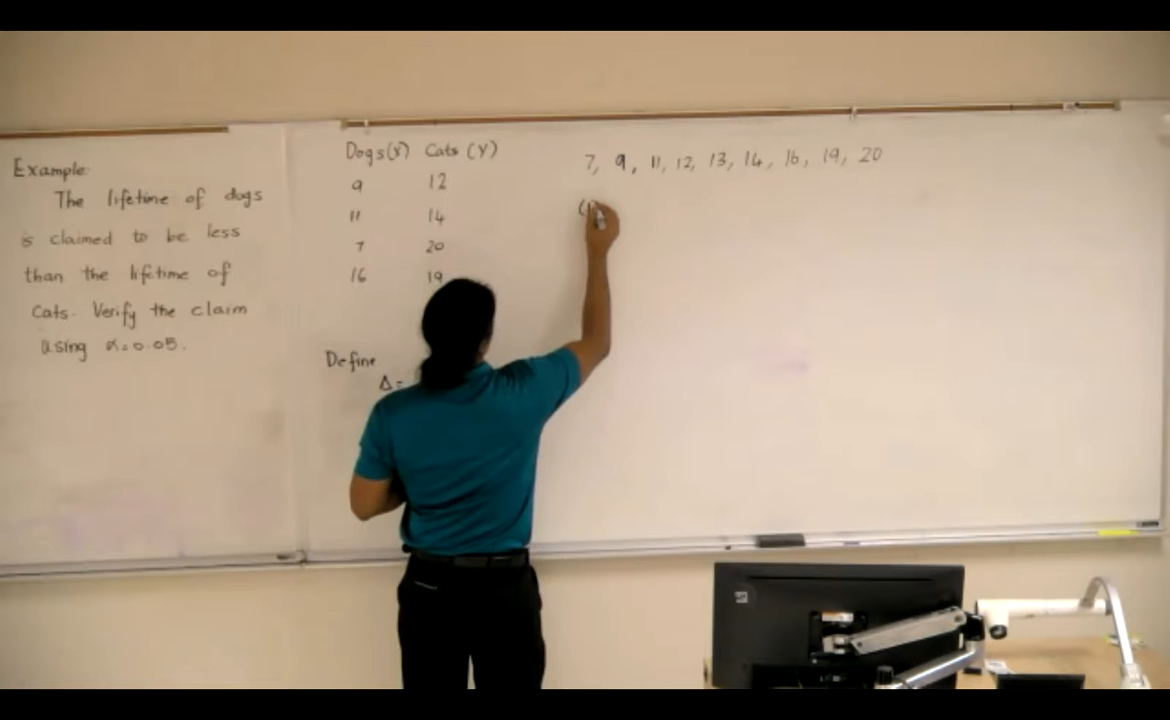 Example:
The lifetime of dogs
is claimed to be less
than the lifetime of
Cats. Verify the claim
using α=0.05.
Dogs(X) Cats (Y)
9 12
11 14
7 20
16 19
Define
Δ=
7, 9, 11, 12, 13, 14, 16, 19, 20
(1